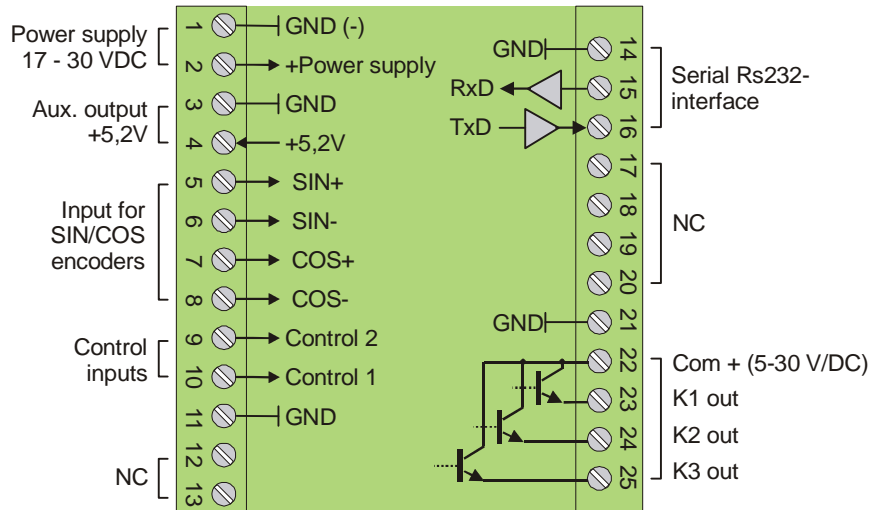 Power supply
17 - 30 VDC
Aux. output
+5,2V
Input for
SIN/COS
encoders
Control
inputs
NC
1 GND (-)
2 +Power supply
3 GND
4 +5,2V
5 SIN+
6 SIN-
7 COS+
8 COS-
9 Control 2
10 Control 1
11 GND
12
13
GND 14
RxD 15
TxD 16
17
18
19
20
GND 21
22
23
24
25
Serial Rs232-
interface
NC
Com + (5-30 V/DC)
K1 out
K2 out
K3 out